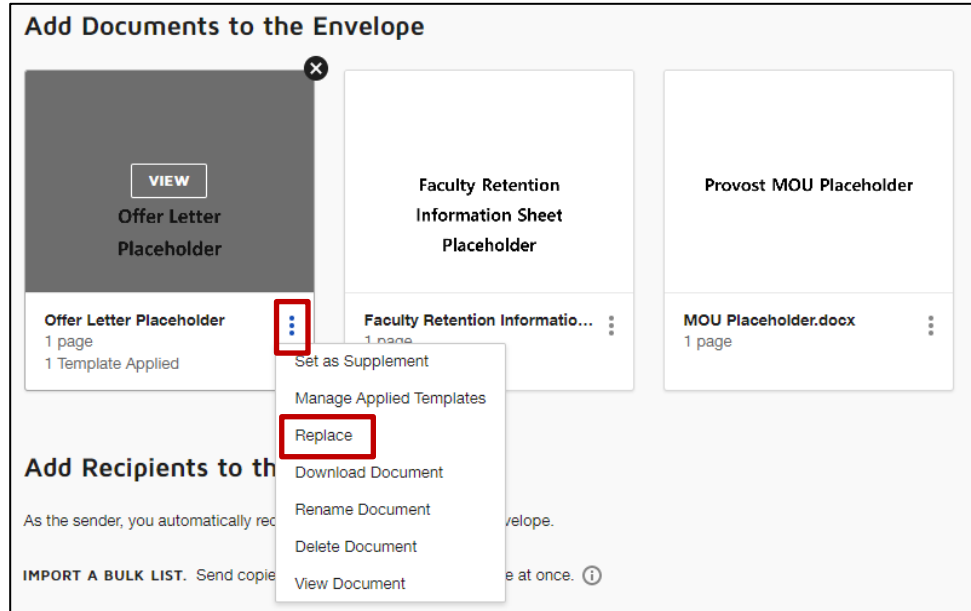 Add Documents to the Envelope
VIEW
Offer Letter
Placeholder
Faculty Retention
Information Sheet
Placeholder
Provost MOU Placeholder
Offer Letter Placeholder
1 page
1 Template Applied
Faculty Retention Informatio...
1 page
MOU Placeholder.docx
1 page
Set as Supplement
Manage Applied Templates
Replace
Download Document
Rename Document
Delete Document
View Document
Add Recipients to th
As the sender, you automatically rec
velope.
IMPORT A BULK LIST. Send copie
e at once.